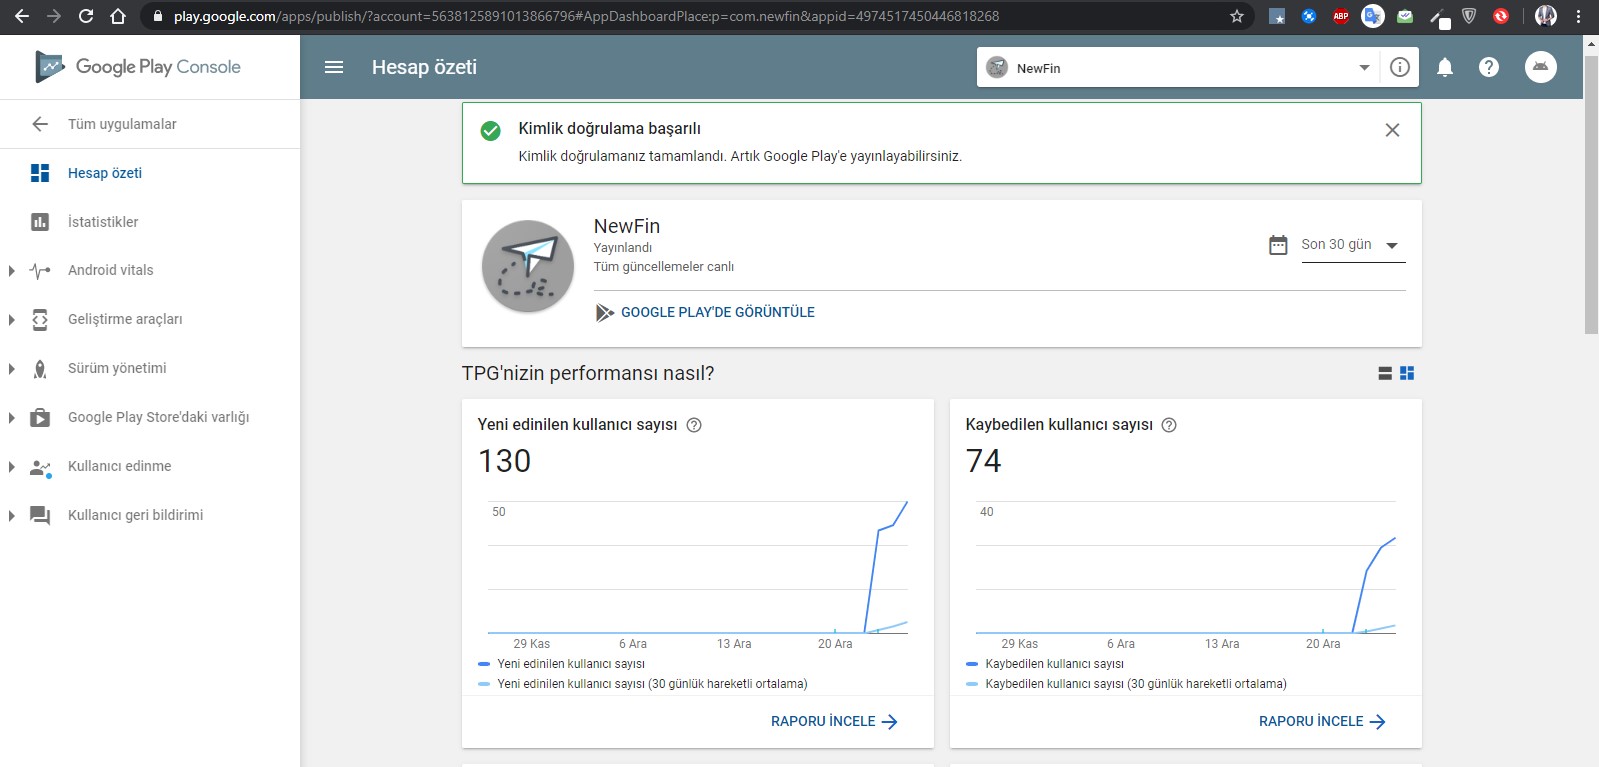 play.google.com/apps/publish/?account=5638125891013866796#AppDashboardPlace:p=com.newfin&appid=4974517450446818268
ABP
Google Play Console
Hesap özeti
NewFin
Tüm uygulamalar
Hesap özeti
İstatistikler
Android vitals
Geliştirme araçları
Sürüm yönetimi
Google Play Store'daki varlığı
Kullanıcı edinme
Kullanıcı geri bildirimi
Kimlik doğrulama başarılı
Kimlik doğrulamanız tamamlandı. Artık Google Play'e yayınlayabilirsiniz.
NewFin
Yayınlandı
Tüm güncellemeler canlı
Son 30 gün
GOOGLE PLAY'DE GÖRÜNTÜLE
TPG'nizin performansı nasıl?
Yeni edinilen kullanıcı sayısı
130
50
29 Kas 6 Ara 13 Ara 20 Ara
Yeni edinilen kullanıcı sayısı
Yeni edinilen kullanıcı sayısı (30 günlük hareketli ortalama)
RAPORU İNCELE
Kaybedilen kullanıcı sayısı
74
40
29 Kas 6 Ara 13 Ara 20 Ara
Kaybedilen kullanıcı sayısı
Kaybedilen kullanıcı sayısı (30 günlük hareketli ortalama)
RAPORU İNCELE